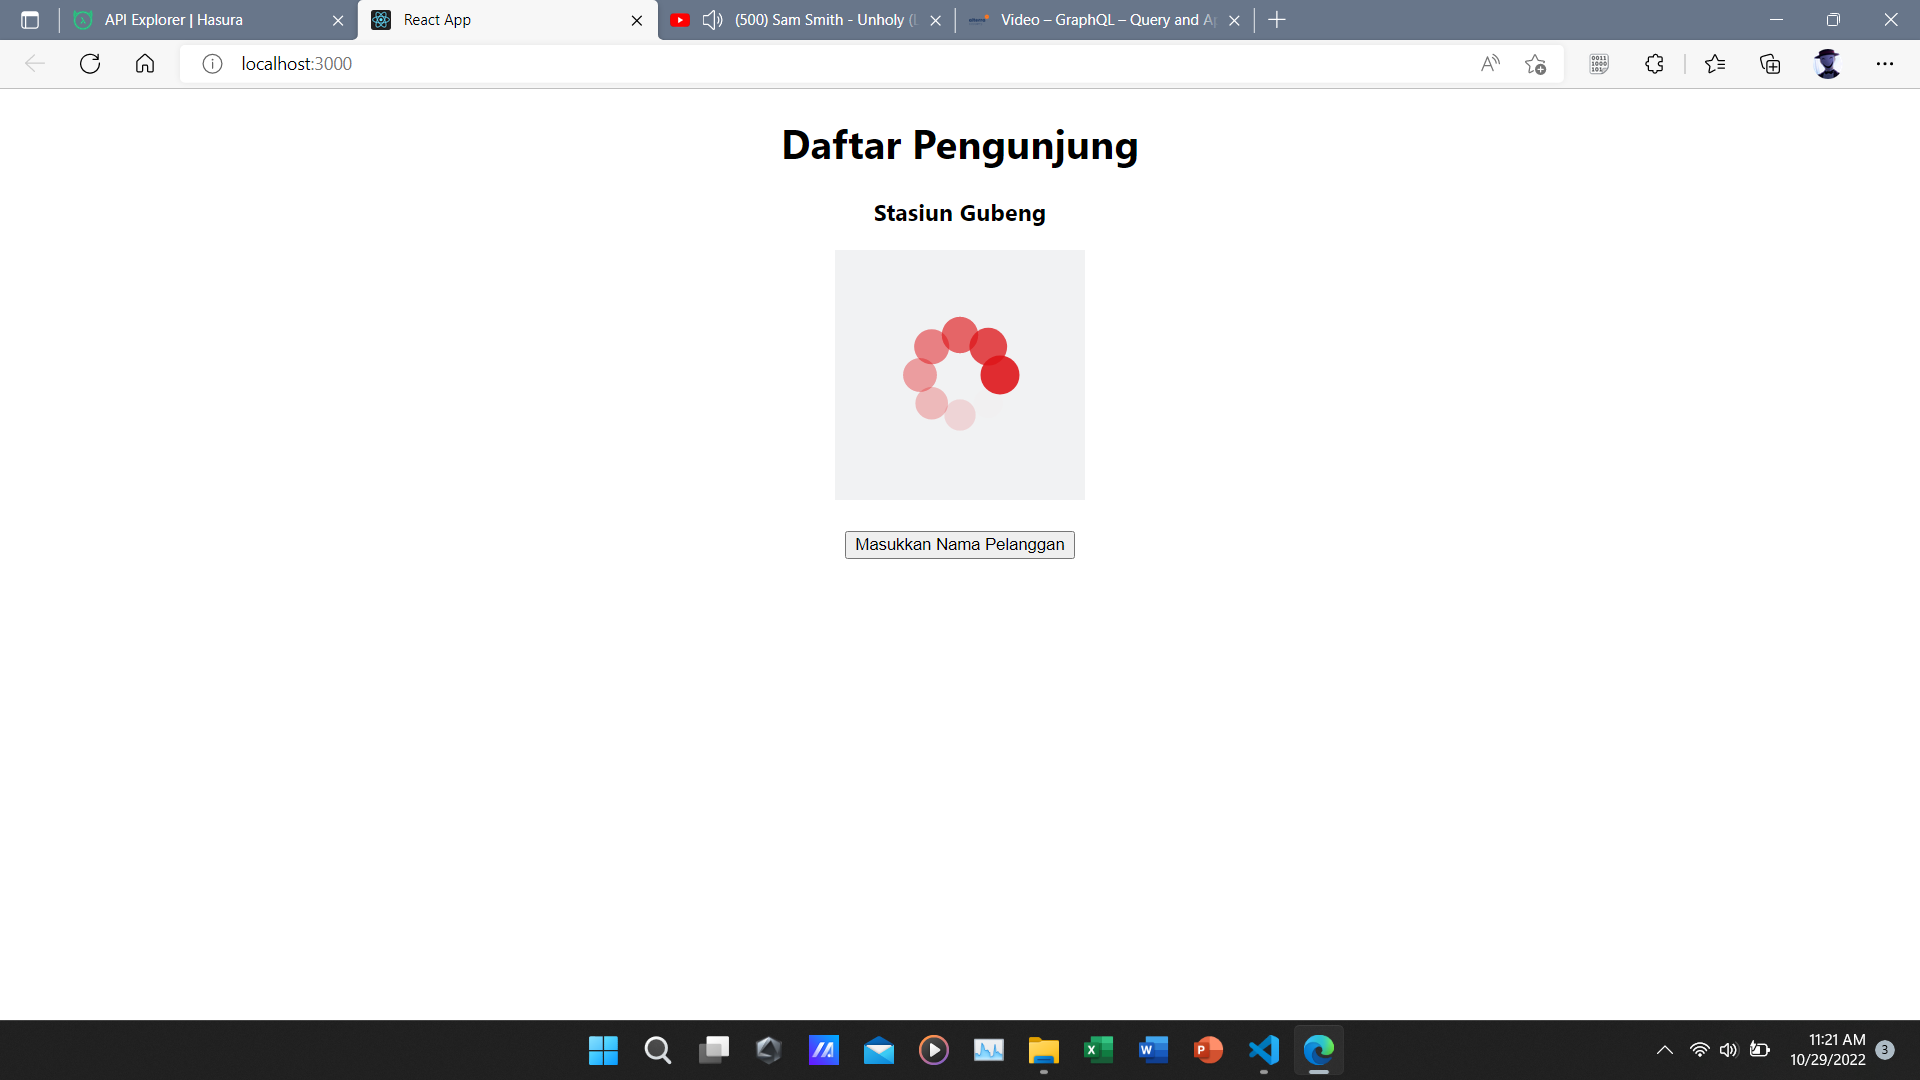 API Explorer | Hasura
React App
(500) Sam Smith - Unholy (
Video – GraphQL – Query and A
localhost:3000
Daftar Pengunjung
Stasiun Gubeng
Masukkan Nama Pelanggan
11:21 AM
10/29/2022
3